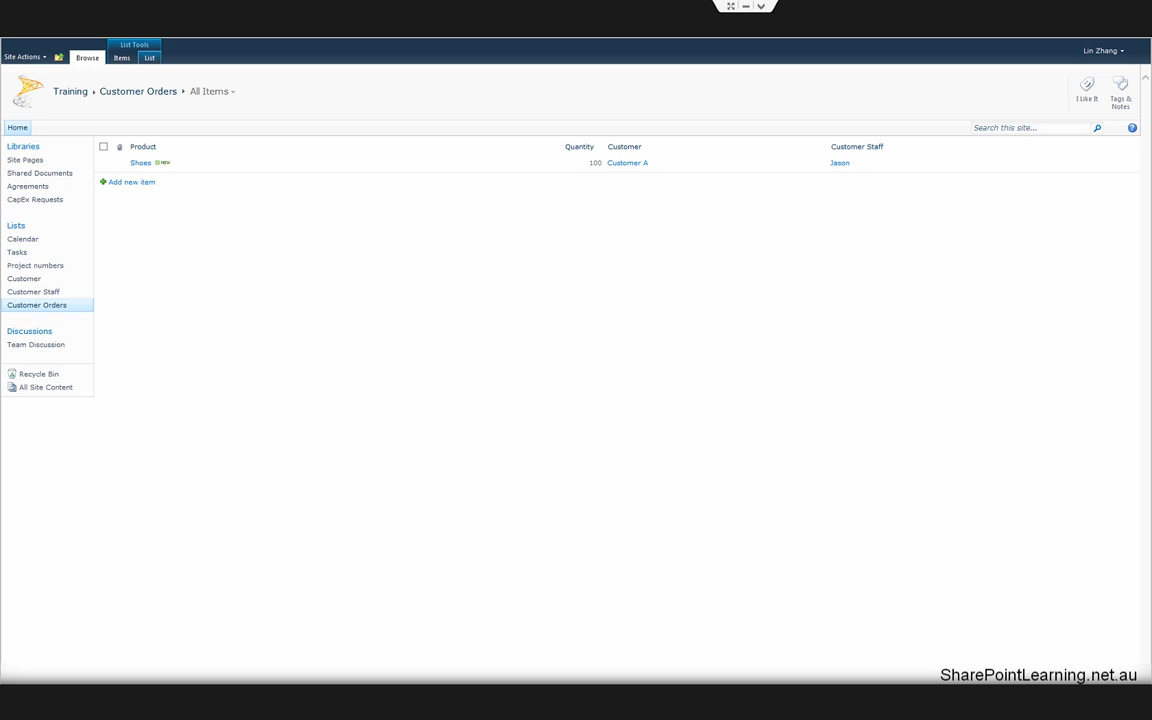 List Tools
Site Actions
Browse
Items
List
Lin Zhang
Training
Customer Orders
All Items
I Like It
Tags &
Notes
Home
Search this site...
Libraries
Site Pages
Shared Documents
Agreements
CapEx Requests
Lists
Calendar
Tasks
Project numbers
Customer
Customer Staff
Customer Orders
Discussions
Team Discussion
Recycle Bin
All Site Content
Product Quantity Customer Customer Staff
Shoes NEW 100 Customer A Jason
Add new item
SharePointLearning.net.au